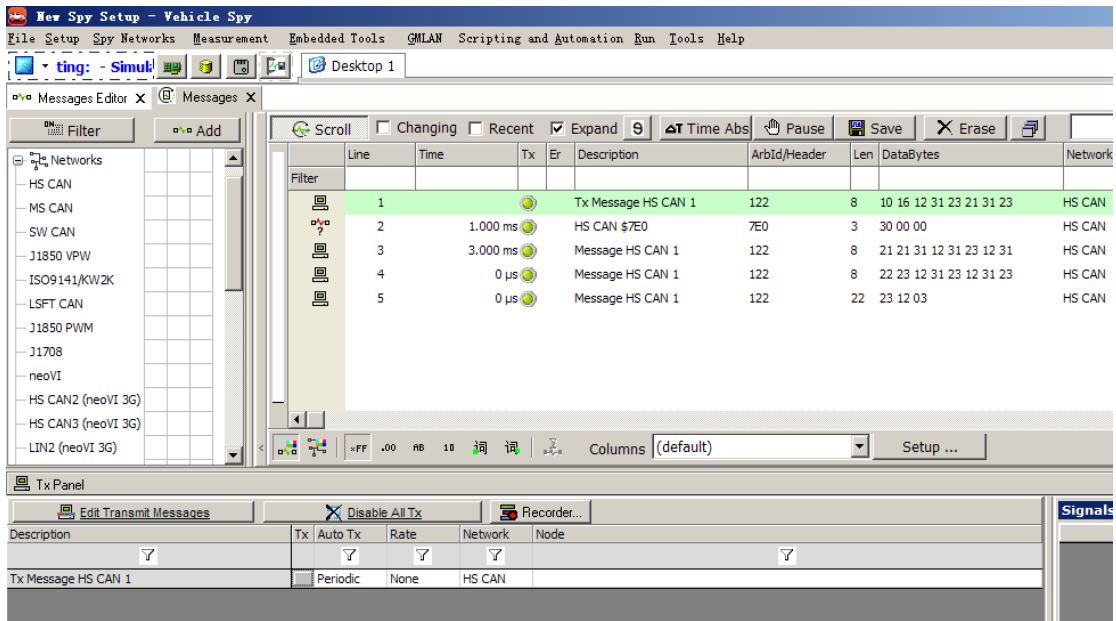 New Spy Setup - Vehicle Spy
File Setup Spy Networks Measurement Embedded Tools GMLAN Scripting and Automation Run Tools Help
ting: - Simul Desktop 1
Messages Editor X Messages X
Filter Add Scroll Changing Recent Expand 9 ΔT Time Abs Pause Save Erase
Line Time Tx Er Description ArbId/Header Len DataBytes Network
Filter
Networks
HS CAN
MS CAN
SW CAN
J1850 VPW
ISO9141/KW2K
LSFT CAN
J1850 PWM
J1708
neoVI
HS CAN2 (neoVI 3G)
HS CAN3 (neoVI 3G)
LIN2 (neoVI 3G)
1 Tx Message HS CAN 1 122 8 10 16 12 31 23 21 31 23 HS CAN
2 1.000 ms HS CAN $7E0 7E0 3 30 00 00 HS CAN
3 3.000 ms Message HS CAN 1 122 8 21 21 31 12 31 23 12 31 HS CAN
4 0 µs Message HS CAN 1 122 8 22 23 12 31 23 12 31 23 HS CAN
5 0 µs Message HS CAN 1 122 22 23 12 03 HS CAN
×FF .00 AB 10 词 词 Columns (default) Setup ...
Tx Panel
Edit Transmit Messages Disable All Tx Recorder... Signals
Description Tx Auto Tx Rate Network Node
Tx Message HS CAN 1 Periodic None HS CAN